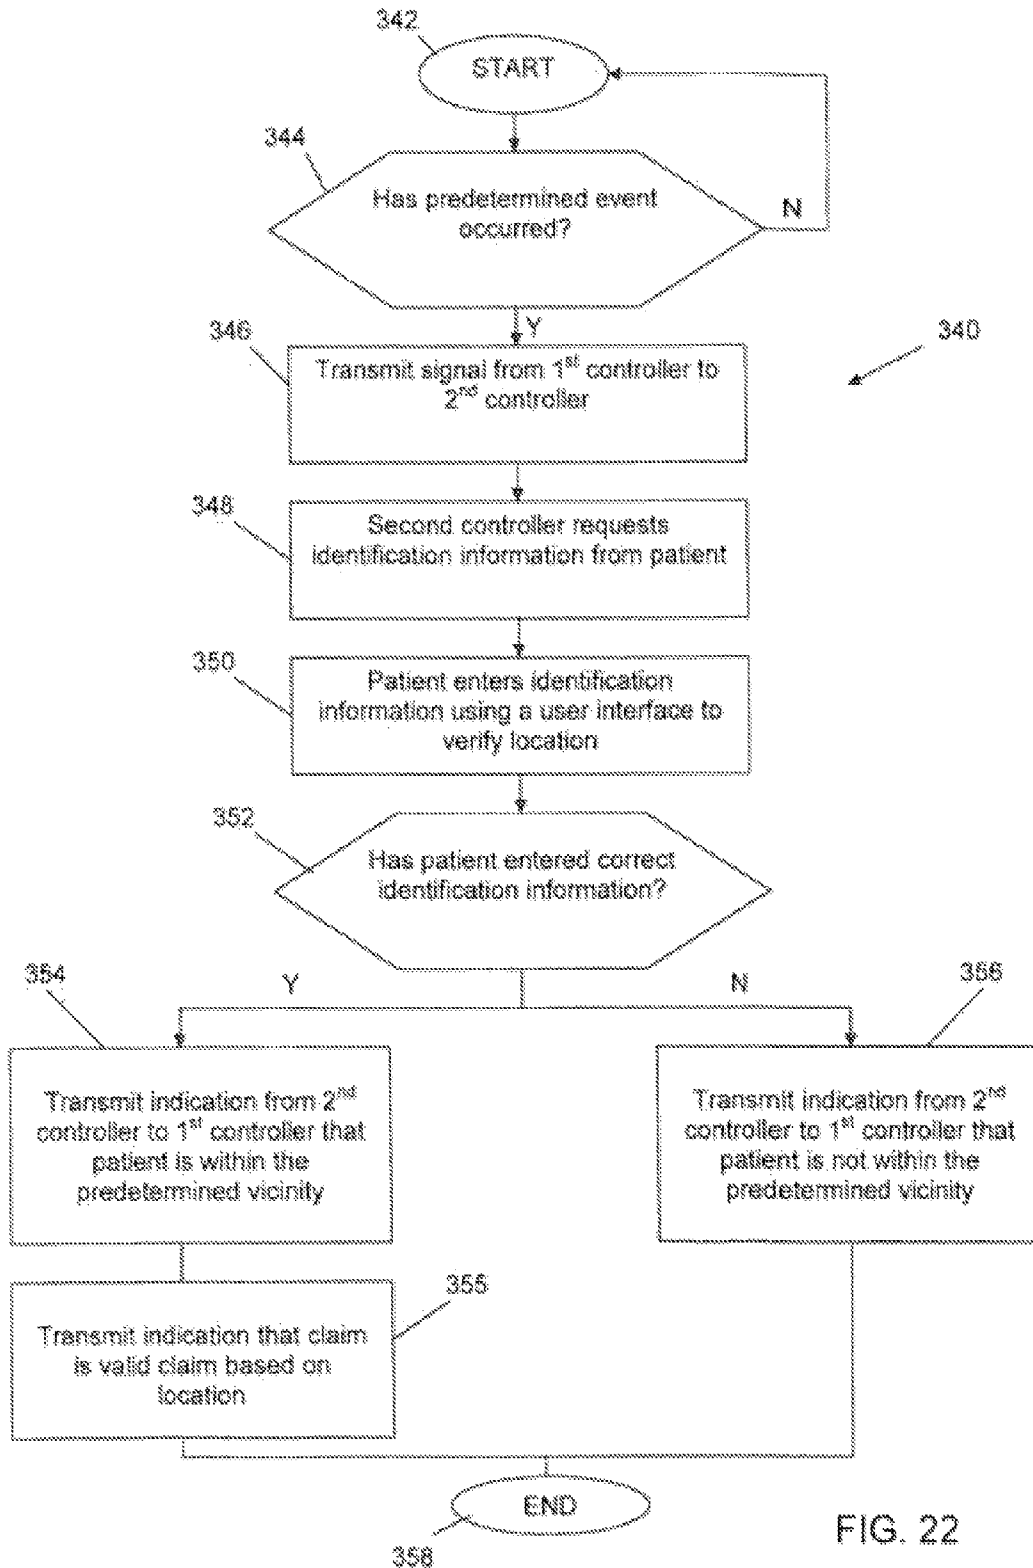 342
START
344
Has predetermined event
occurred?
N
Y
346
Transmit signal from 1st controller to
2nd controller
340
348
Second controller requests
identification information from patient
350
Patient enters identification
information using a user interface to
verify location
352
Has patient entered correct
identification information?
354
Y
N
356
Transmit indication from 2nd
controller to 1st controller that
patient is within the
predetermined vicinity
Transmit indication from 2nd
controller to 1st controller that
patient is not within the
predetermined vicinity
355
Transmit indication that claim
is valid claim based on
location
END
358
FIG. 22